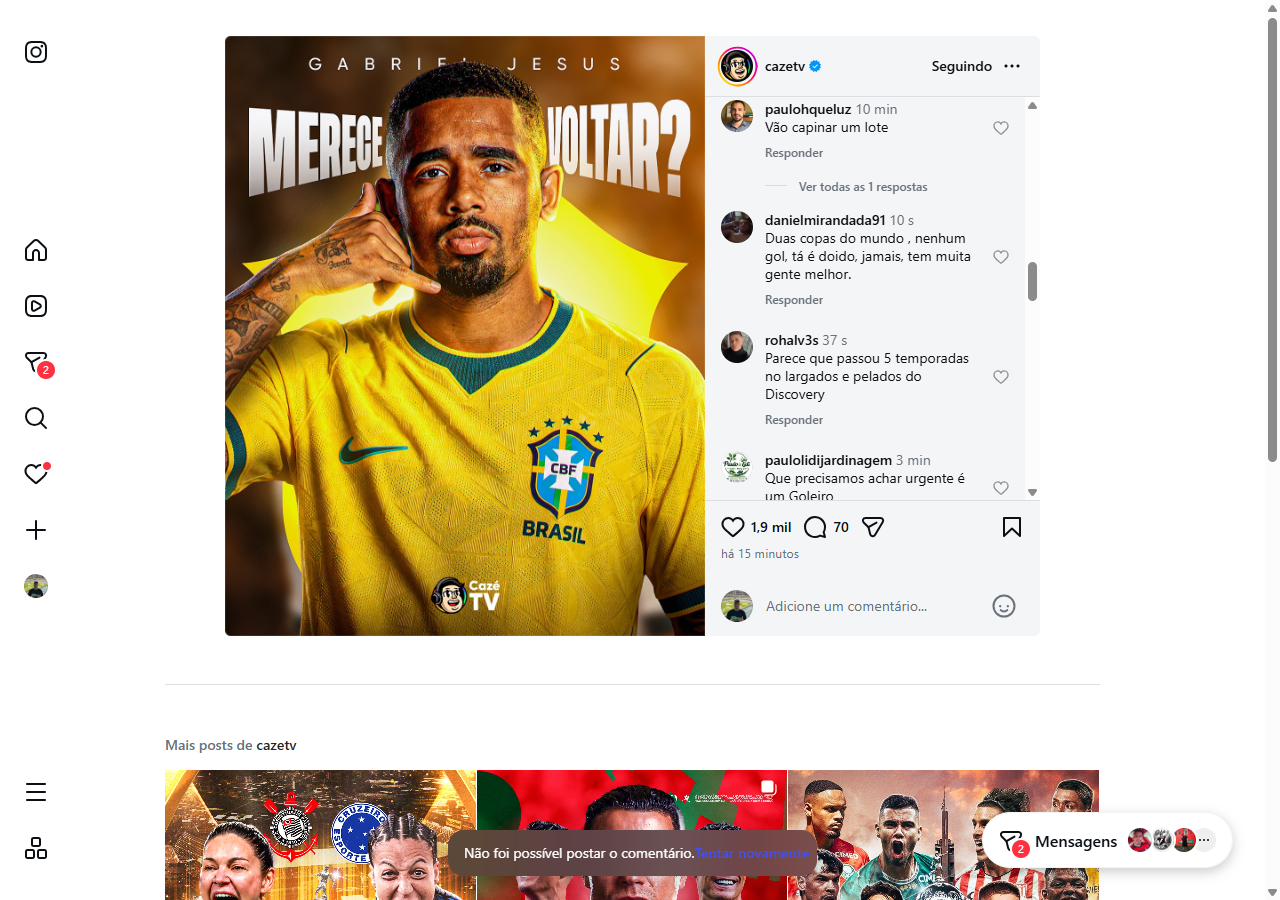 GABRIEL JESUS
MERECE VOLTAR?
CBF
BRASIL
Cazé
TV
cazetv
Seguindo
paulohqueluz 10 min
Vão capinar um lote
Responder
Ver todas as 1 respostas
danielmirandada91 10 s
Duas copas do mundo , nenhum
gol, tá é doido, jamais, tem muita
gente melhor.
Responder
rohalv3s 37 s
Parece que passou 5 temporadas
no largados e pelados do
Discovery
Responder
paulolidijardinagem 3 min
Que precisamos achar urgente é
um Goleiro
1,9 mil
70
há 15 minutos
Adicione um comentário...
2
Mais posts de cazetv
Não foi possível postar o comentário.Tentar novamente
2
Mensagens